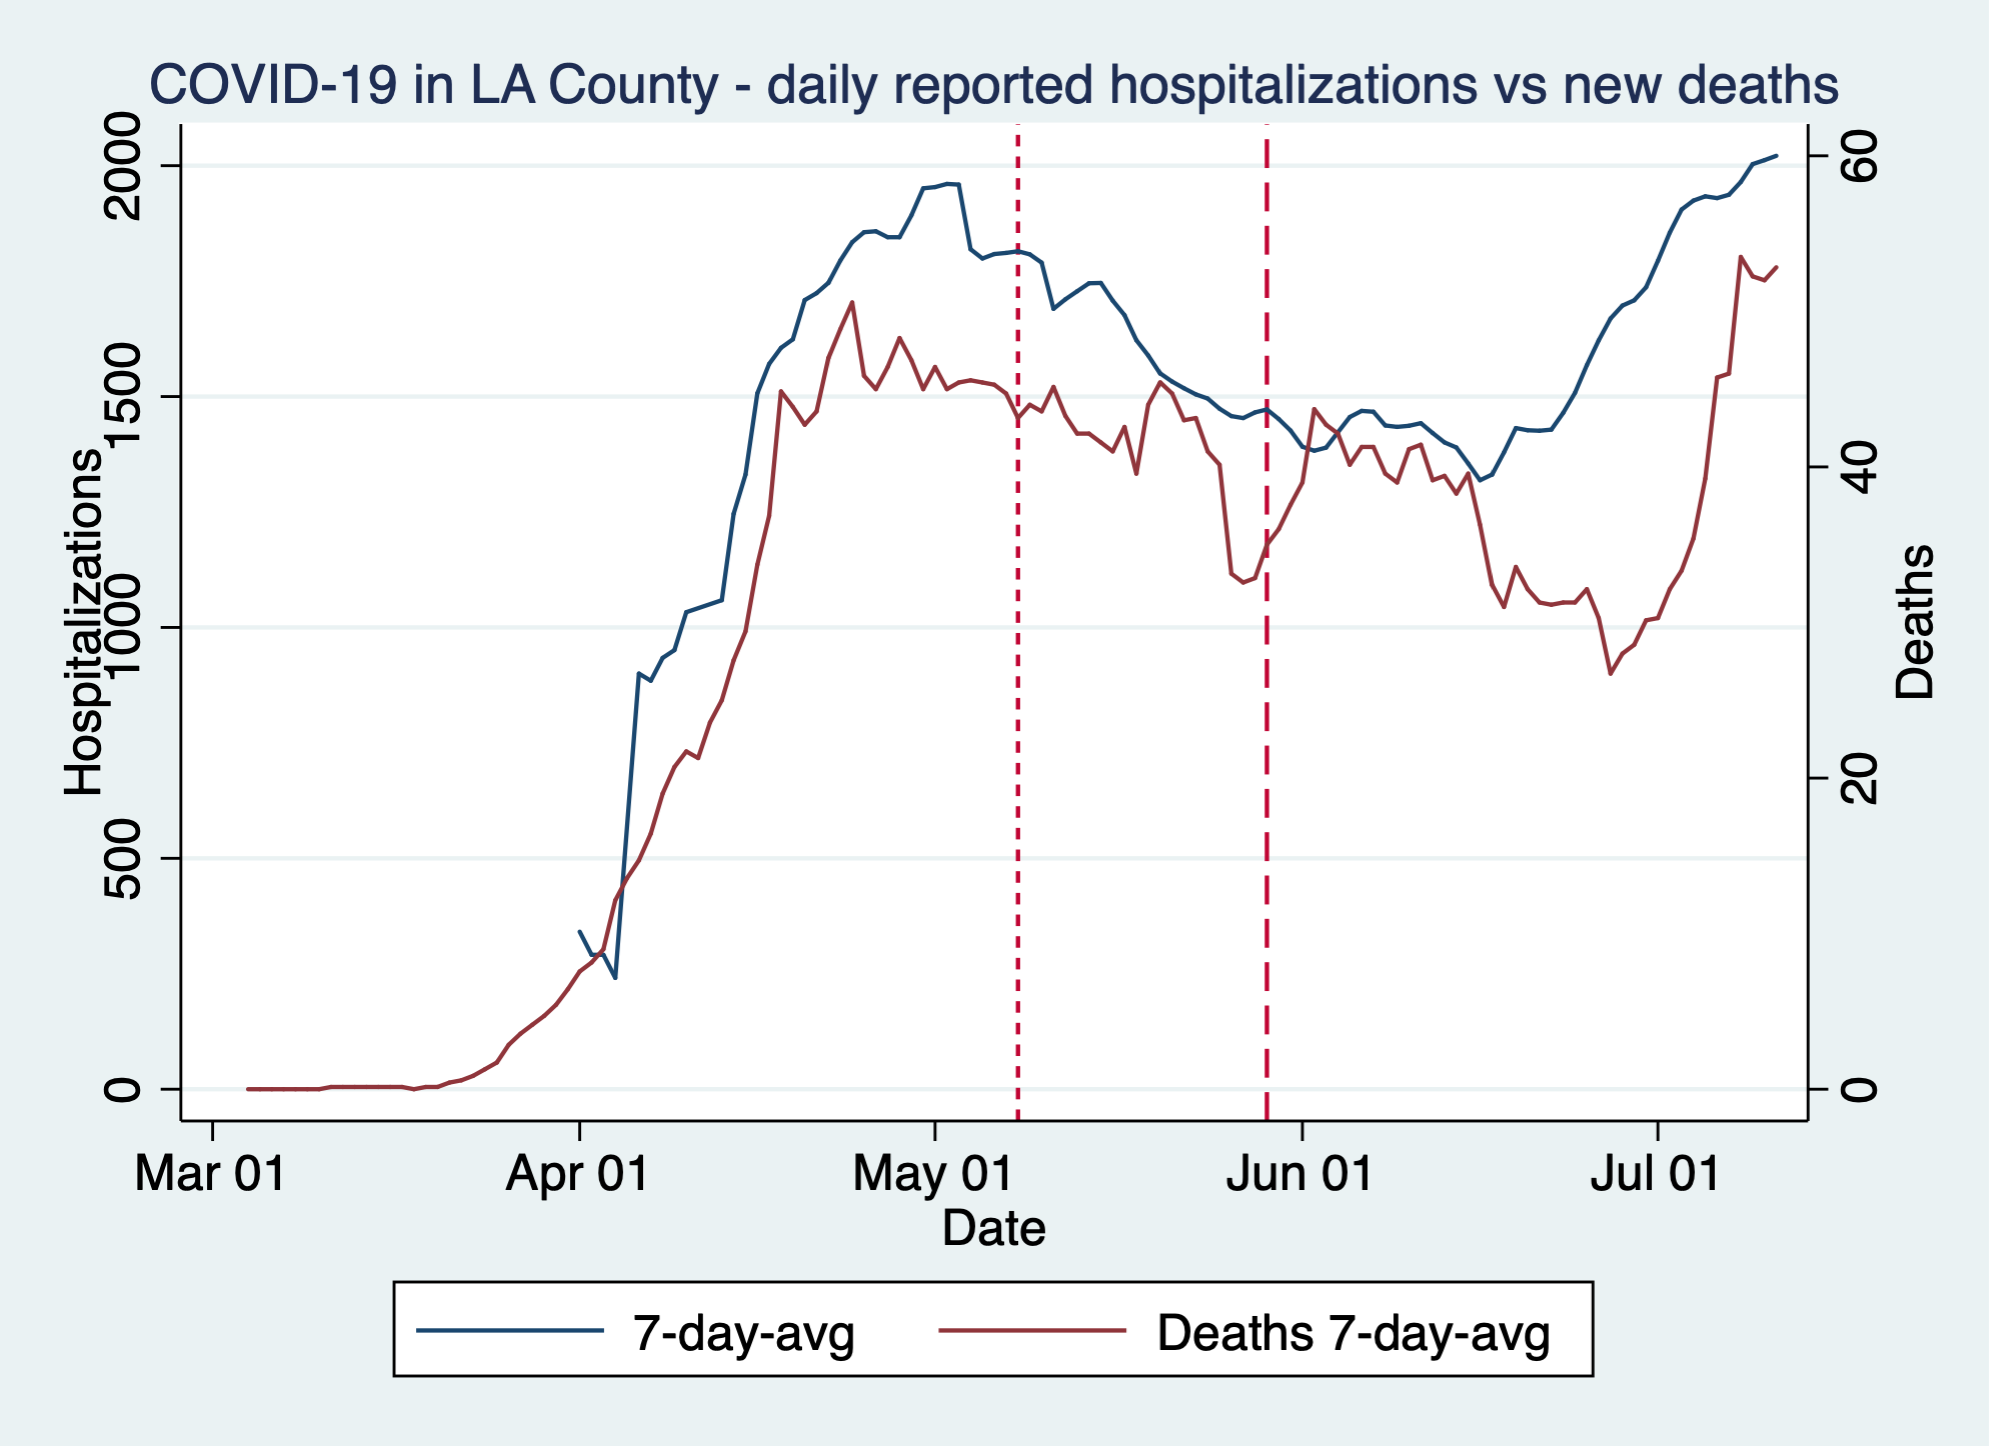 COVID-19 in LA County - daily reported hospitalizations vs new deaths
Hospitalizations
2000
1500
1000
500
0
60
40
20
0
Deaths
Mar 01
Apr 01
May 01
Jun 01
Jul 01
Date
7-day-avg
Deaths 7-day-avg